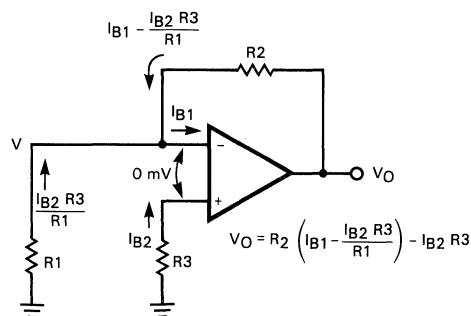 I_B1 − I_B2 R3 / R1
R2
I_B1
V
−
0 mV
V_O
I_B2 R3 / R1
+
I_B2
R1
R3
V_O = R_2 (I_B1 − I_B2 R3 / R1) − I_B2 R3